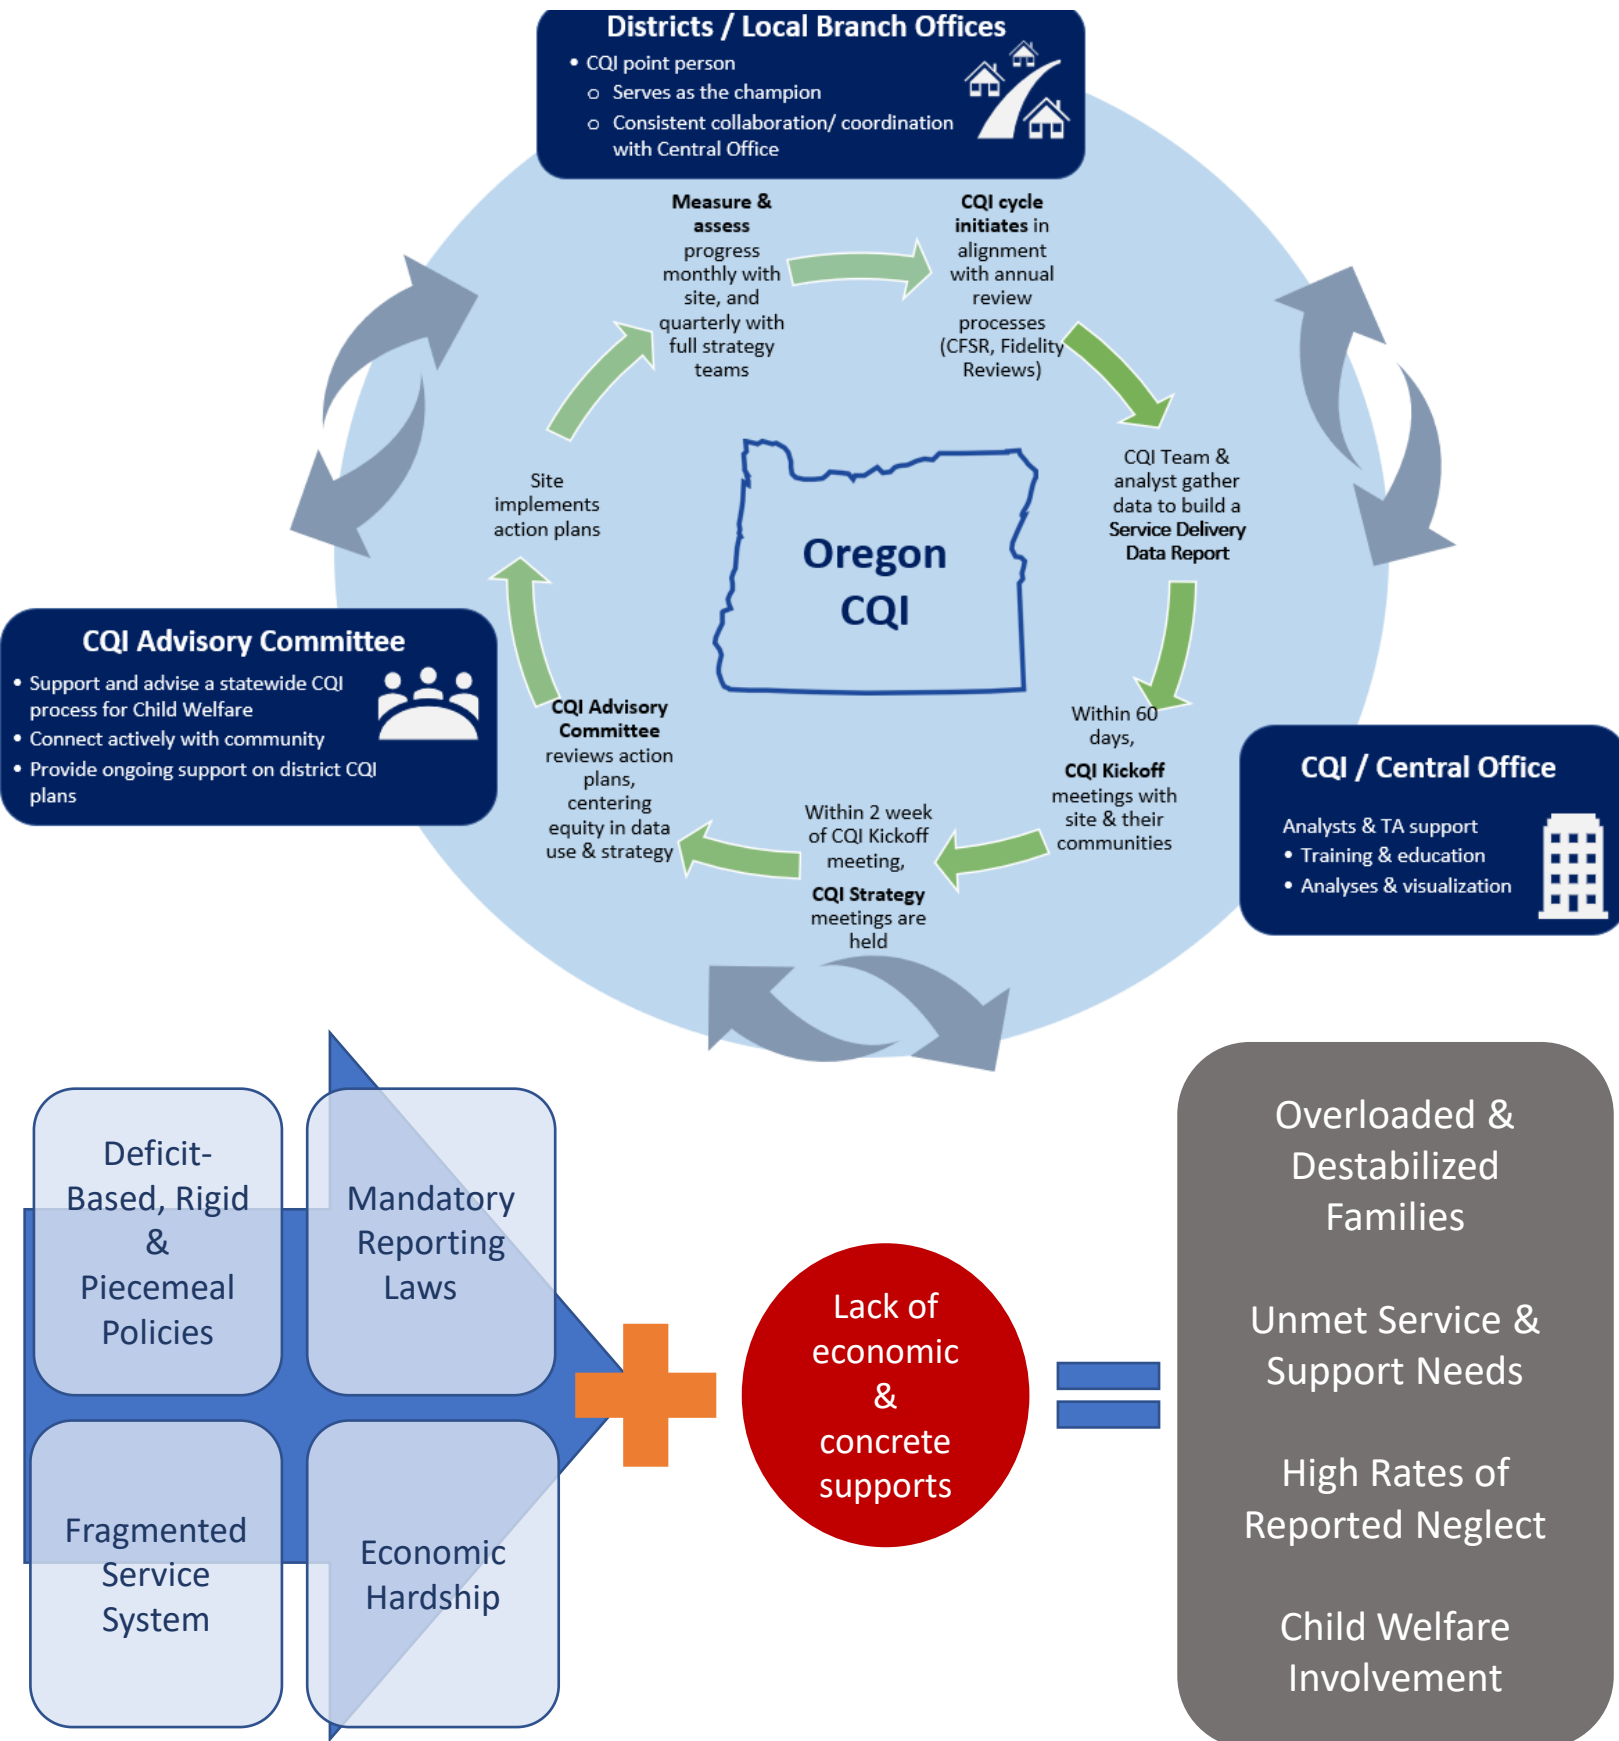 Districts / Local Branch Offices
• CQI point person
o Serves as the champion
o Consistent collaboration/ coordination
with Central Office
Measure &
assess
progress
monthly with
site, and
quarterly with
full strategy
teams
CQI cycle
initiates in
alignment
with annual
review
processes
(CFSR, Fidelity
Reviews)
CQI Team &
analyst gather
data to build a
Service Delivery
Data Report
Within 60
days,
CQI Kickoff
meetings with
site & their
communities
Within 2 week
of CQI Kickoff
meeting,
CQI Strategy
meetings are
held
CQI Advisory
Committee
reviews action
plans,
centering
equity in data
use & strategy
Site
implements
action plans
Oregon
CQI
CQI Advisory Committee
• Support and advise a statewide CQI
process for Child Welfare
• Connect actively with community
• Provide ongoing support on district CQI
plans
CQI / Central Office
Analysts & TA support
• Training & education
• Analyses & visualization
Deficit-
Based, Rigid
&
Piecemeal
Policies
Mandatory
Reporting
Laws
Fragmented
Service
System
Economic
Hardship
Lack of
economic
&
concrete
supports
Overloaded &
Destabilized
Families
Unmet Service &
Support Needs
High Rates of
Reported Neglect
Child Welfare
Involvement